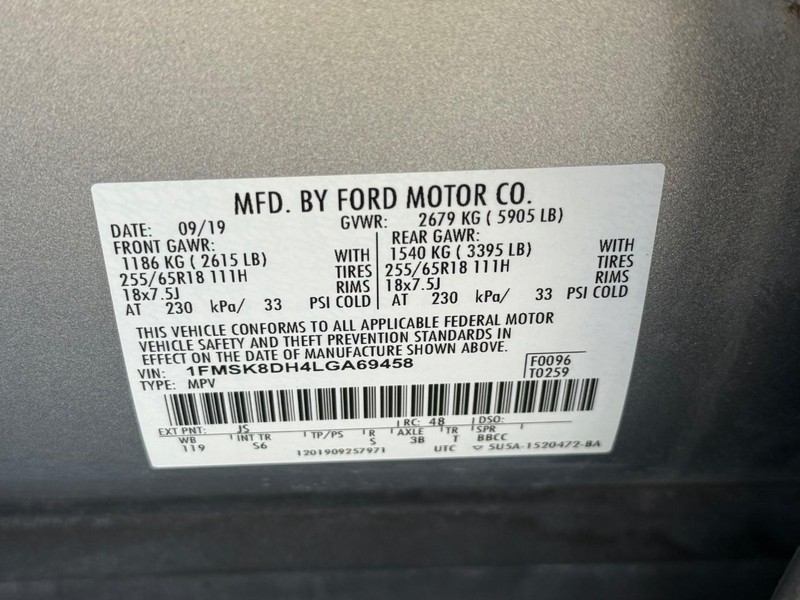 MFD. BY FORD MOTOR CO.
DATE: 09/19 GVWR: 2679 KG ( 5905 LB)
FRONT GAWR: REAR GAWR:
1186 KG ( 2615 LB) WITH 1540 KG ( 3395 LB) WITH
255/65R18 111H TIRES 255/65R18 111H TIRES
18x7.5J RIMS 18x7.5J RIMS
AT 230 kPa/ 33 PSI COLD AT 230 kPa/ 33 PSI COLD
THIS VEHICLE CONFORMS TO ALL APPLICABLE FEDERAL MOTOR
VEHICLE SAFETY AND THEFT PREVENTION STANDARDS IN
EFFECT ON THE DATE OF MANUFACTURE SHOWN ABOVE.
VIN: 1FMSK8DH4LGA69458 F0096
TYPE: MPV T0259
EXT PNT: JS RC: 48 DSO:
WB INT TR TP/PS R AXLE TR SPR
119 S6 S 3B T BBCC
1201909257971 UTC 5U5A-1520472-BA